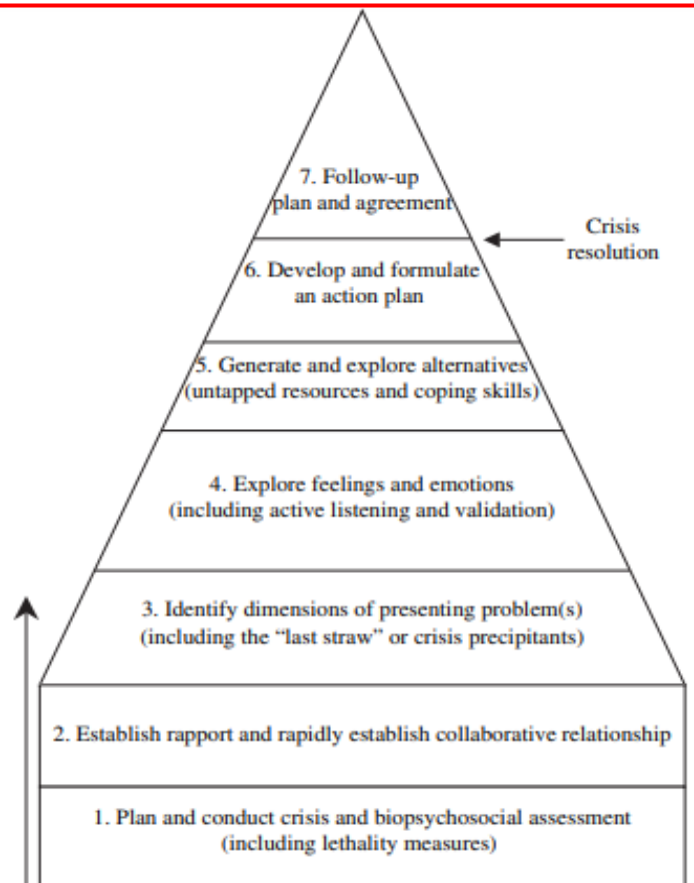 7. Follow-up
plan and agreement
Crisis
resolution
6. Develop and formulate
an action plan
5. Generate and explore alternatives
(untapped resources and coping skills)
4. Explore feelings and emotions
(including active listening and validation)
3. Identify dimensions of presenting problem(s)
(including the “last straw” or crisis precipitants)
2. Establish rapport and rapidly establish collaborative relationship
1. Plan and conduct crisis and biopsychosocial assessment
(including lethality measures)